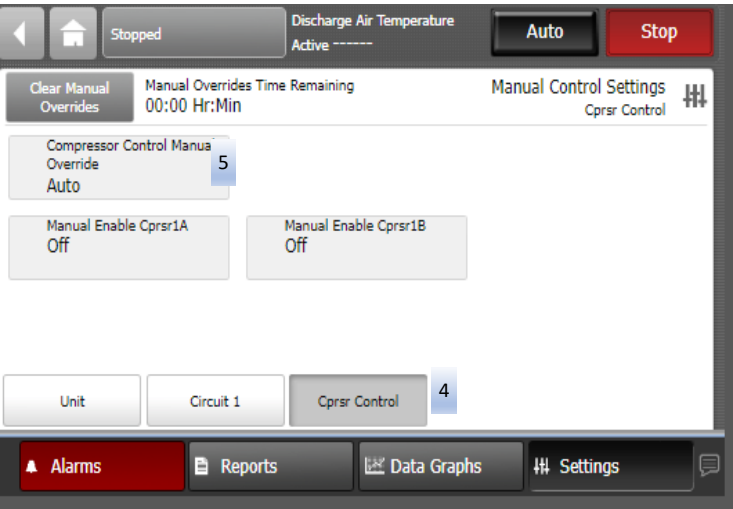 Stopped
Discharge Air Temperature
Active ------
Auto
Stop
Clear Manual
Overrides
Manual Overrides Time Remaining
00:00 Hr:Min
Manual Control Settings
Cprsr Control
Compressor Control Manua
Override
Auto
5
Manual Enable Cprsr1A
Off
Manual Enable Cprsr1B
Off
Unit
Circuit 1
Cprsr Control
4
Alarms
Reports
Data Graphs
Settings